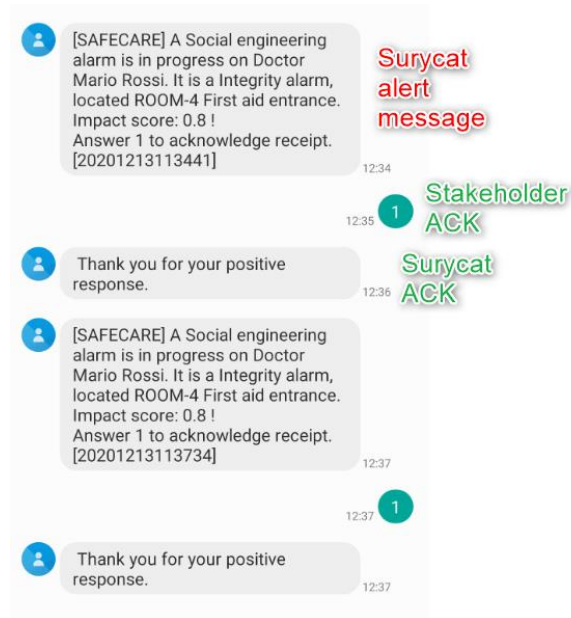 [SAFECARE] A Social engineering
alarm is in progress on Doctor
Mario Rossi. It is a Integrity alarm,
located ROOM-4 First aid entrance.
Impact score: 0.8 !
Answer 1 to acknowledge receipt.
[20201213113441]
12:34
Surycat
alert
message
12:35
1
Stakeholder
ACK
Thank you for your positive
response.
12:36
Surycat
ACK
[SAFECARE] A Social engineering
alarm is in progress on Doctor
Mario Rossi. It is a Integrity alarm,
located ROOM-4 First aid entrance.
Impact score: 0.8 !
Answer 1 to acknowledge receipt.
[20201213113734]
12:37
12:37
1
Thank you for your positive
response.
12:37